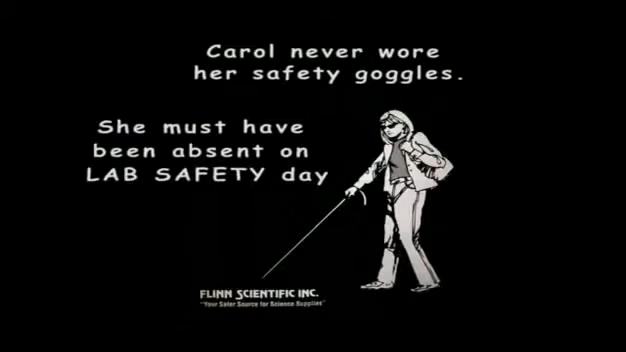 Carol never wore
her safety goggles.
She must have
been absent on
LAB SAFETY day
FLINN SCIENTIFIC INC.
"Your Safer Source for Science Supplies"